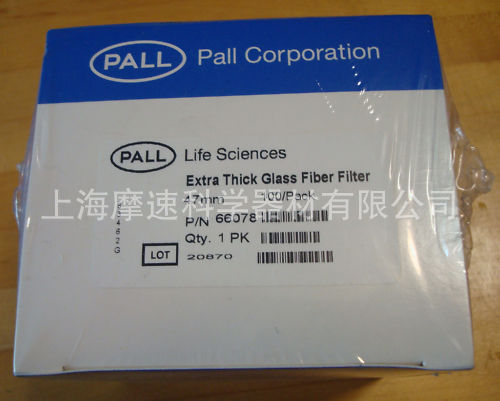 PALL Pall Corporation
PALL Life Sciences
Extra Thick Glass Fiber Filter
47mm 100/Pack
上海摩速科学器材有限公司
P/N 66078
Qty. 1 PK
LOT 20870